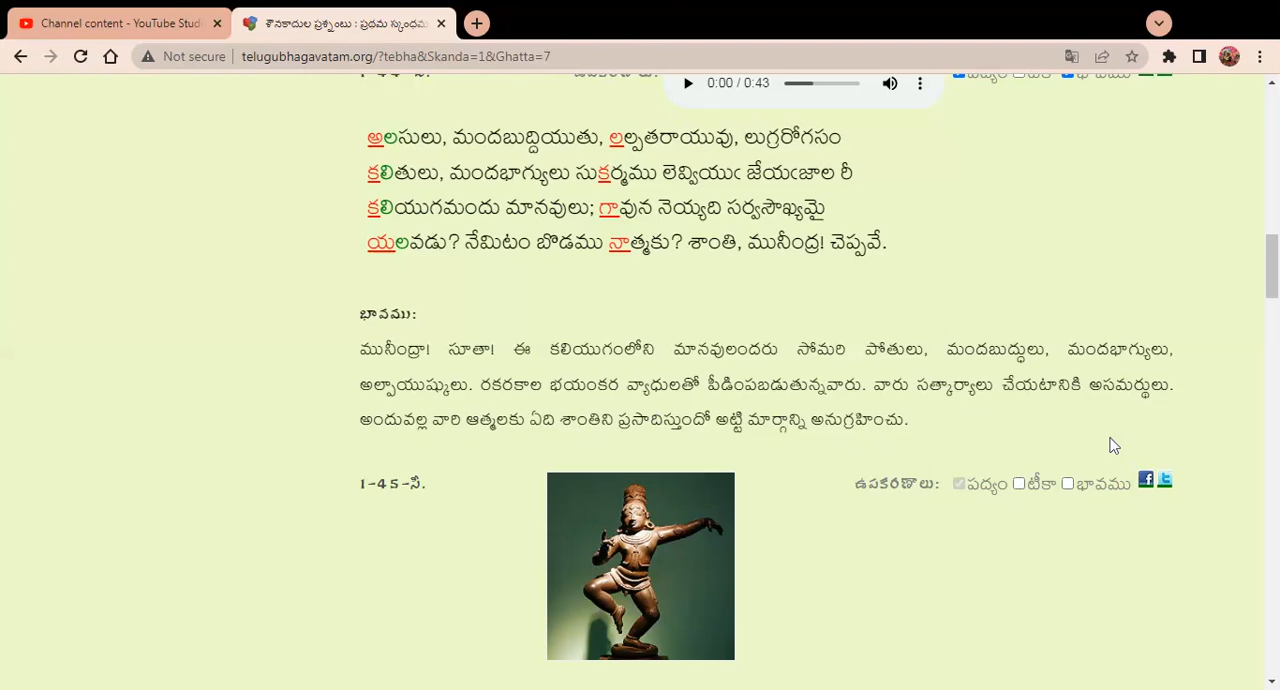 Channel content - YouTube Stud
శౌనకాదుల ప్రశ్నంబు : ప్రథమ స్కంధము
Not secure telugubhagavatam.org/?tebha&Skanda=1&Ghatta=7
0:00 / 0:43
అలసులు, మందబుద్దియుతు, లల్పతరాయువు, లుగ్రరోగసం
కలితులు, మందభాగ్యులు సుకర్మము లెవ్వియుఁ జేయఁజాల రీ
కలియుగమందు మానవులు; గావున నెయ్యది సర్వసౌఖ్యమై
యలవడు? నేమిటం బొడము నాత్మకు? శాంతి, మునీంద్ర! చెప్పవే.
భావము:
మునీంద్రా! సూతా! ఈ కలియుగంలోని మానవులందరు సోమరి పోతులు, మందబుద్ధులు, మందభాగ్యులు,
అల్పాయుష్కులు. రకరకాల భయంకర వ్యాధులతో పీడింపబడుతున్నవారు. వారు సత్కార్యాలు చేయటానికి అసమర్థులు.
అందువల్ల వారి ఆత్మలకు ఏది శాంతిని ప్రసాదిస్తుందో అట్టి మార్గాన్ని అనుగ్రహించు.
1-45-సీ. ఉపకరణాలు: పద్యం టీకా భావము